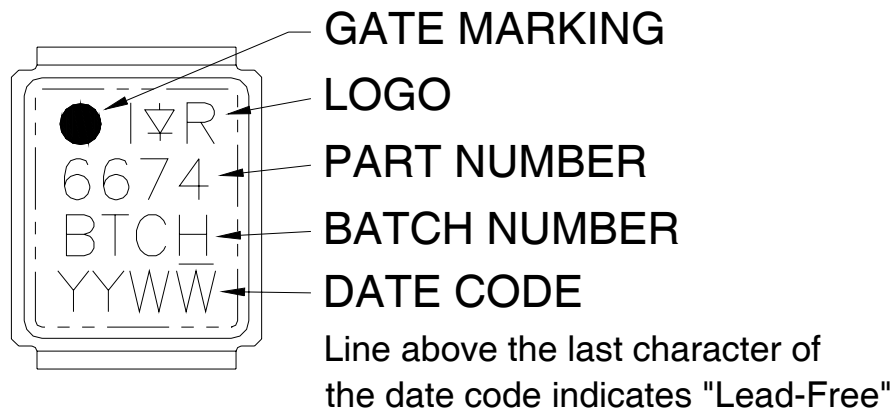 GATE MARKING
I R
LOGO
6674
PART NUMBER
BTCH
BATCH NUMBER
YYWW
DATE CODE
Line above the last character of
the date code indicates "Lead-Free"